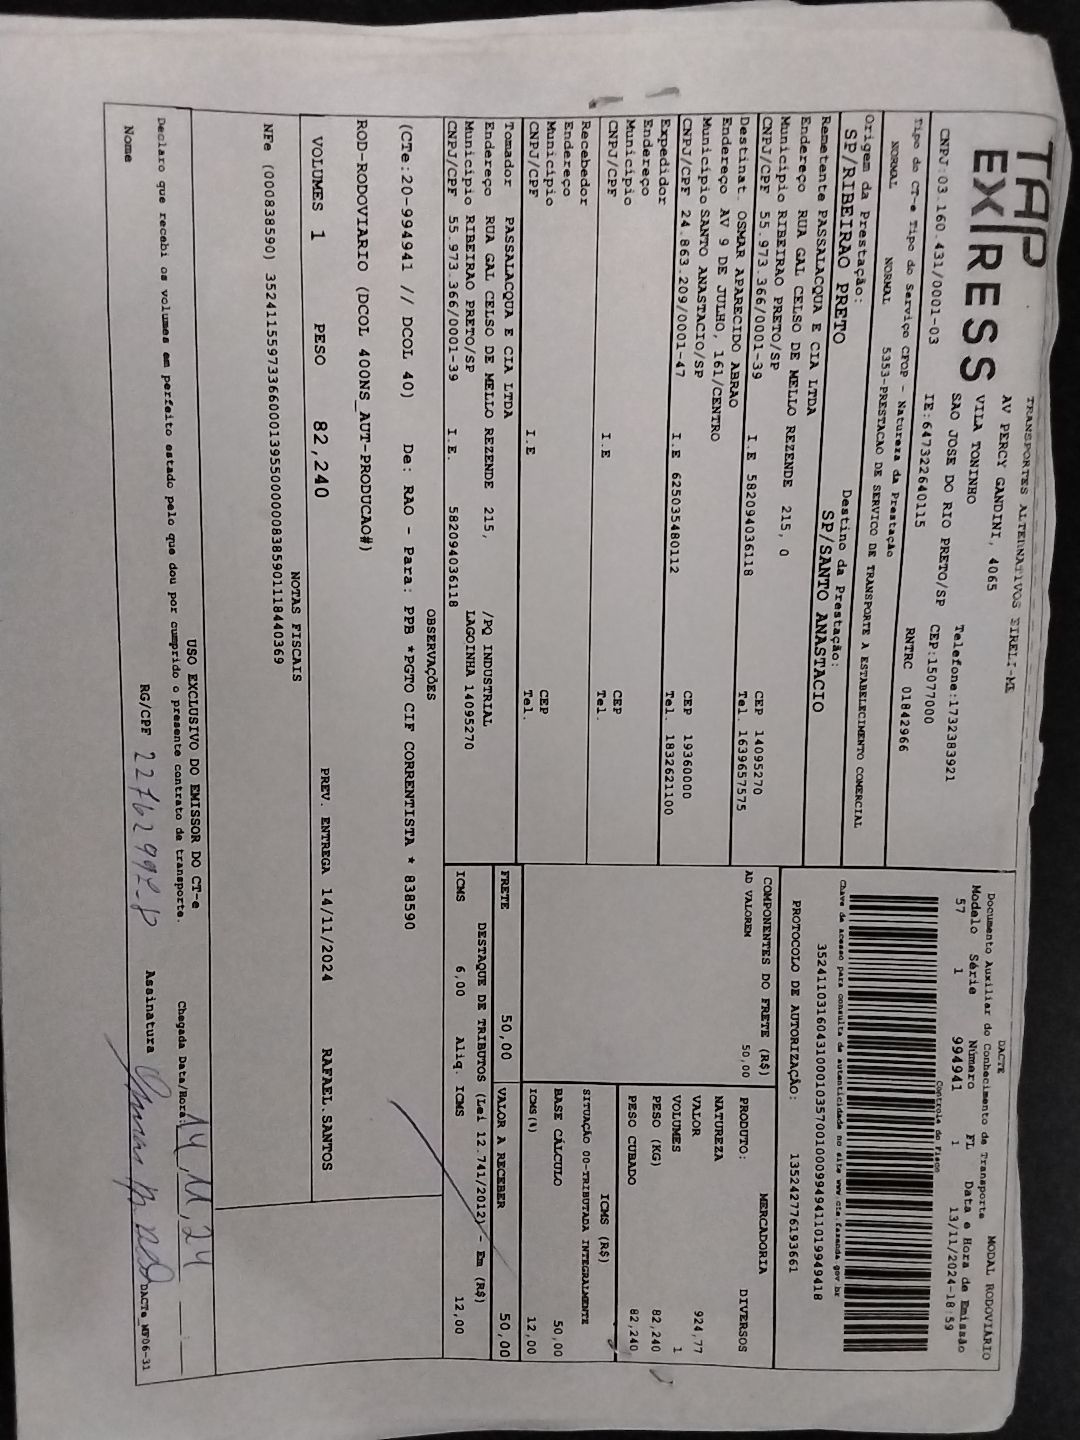 TAP
EXPRESS
TRANSPORTES ALTERNATIVOS EIRELI-ME
AV PERCY GANDINI, 4065
VILA TONINHO
SAO JOSE DO RIO PRETO/SP
Telefone:1732383921
CEP:15077000
CNPJ:03.160.431/0001-03
IE:647322640115
RNTRC 01842966
Tipo do CT-e Tipo do Serviço CFOP - Natureza da Prestação
NORMAL NORMAL 5353-PRESTACAO DE SERVICO DE TRANSPORTE A ESTABELECIMENTO COMERCIAL
Origem da Prestação: Destino da Prestação:
SP/RIBEIRAO PRETO SP/SANTO ANASTACIO
Remetente PASSALACQUA E CIA LTDA
Endereço RUA GAL CELSO DE MELLO REZENDE 215, 0
Município RIBEIRAO PRETO/SP CEP 14095270
CNPJ/CPF 55.973.366/0001-39 I.E 582094036118 Tel. 1639657575
Destinat. OSMAR APARECIDO ABRAO
Endereço AV 9 DE JULHO, 161/CENTRO
Município SANTO ANASTACIO/SP CEP 19360000
CNPJ/CPF 24.863.209/0001-47 I.E 625035480112 Tel. 1832621100
Expedidor
Endereço
Município CEP
CNPJ/CPF I.E Tel.
Recebedor
Endereço
Município CEP
CNPJ/CPF I.E Tel.
Tomador PASSALACQUA E CIA LTDA
Endereço RUA GAL CELSO DE MELLO REZENDE 215, /PQ INDUSTRIAL
Município RIBEIRAO PRETO/SP LAGOINHA 14095270
CNPJ/CPF 55.973.366/0001-39 I.E. 582094036118
DACTE
Documento Auxiliar do Conhecimento de Transporte MODAL RODOVIÁRIO
Modelo Série Número FL Data e Hora de Emissão
57 1 994941 1 13/11/2024-18:59
Controle do Fisco
Chave de acesso para consulta de autenticidade no site www.cte.fazenda.gov.br
35241103160431000103570010009949411019949418
PROTOCOLO DE AUTORIZAÇÃO: 135242776193661
COMPONENTES DO FRETE (R$)
AD VALOREM 50,00
PRODUTO: MERCADORIA
NATUREZA DIVERSOS
VALOR 924,77
VOLUMES 1
PESO (KG) 82,240
PESO CUBADO 82,240
ICMS (R$)
SITUAÇÃO 00-TRIBUTADA INTEGRALMENTE
BASE CÁLCULO 50,00
ICMS(%) 12,00
FRETE 50,00 VALOR A RECEBER 50,00
DESTAQUE DE TRIBUTOS (Lei 12.741/2012) - Em (R$)
ICMS 6,00 Aliq. ICMS 12,00
OBSERVAÇÕES
(CTe:20-994941 // DCOL 40) De: RAO - Para: PPB *PGTO CIF CORRENTISTA * 838590
ROD-RODOVIARIO (DCOL 40ONS_AUT-PRODUCAO#)
VOLUMES 1 PESO 82,240 PREV. ENTREGA 14/11/2024 RAFAEL.SANTOS
NOTAS FISCAIS
NFe (000838590) 35241155973366000139550000008385901118440369
USO EXCLUSIVO DO EMISSOR DO CT-e
Declaro que recebi os volumes em perfeito estado pelo que dou por cumprido o presente contrato de transporte.
Chegada Data/Hora: 14/11/24
Nome RG/CPF 22762992-8 Assinatura
DACTe_MF06-31